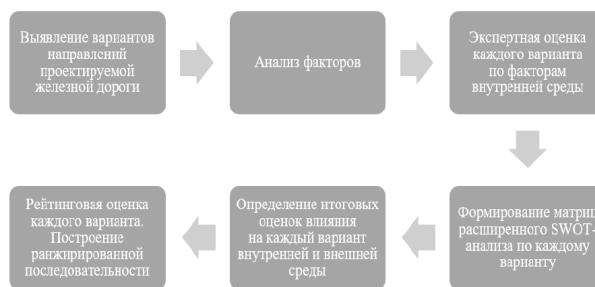 Выявление вариантов
направлений
проектируемой
железной дороги
Анализ факторов
Экспертная оценка
каждого варианта
по факторам
внутренней среды
Формирование матриц
расширенного SWOT-
анализа по каждому
варианту
Определение итоговых
оценок влияния
на каждый вариант
внутренней и внешней
среды
Рейтинговая оценка
каждого варианта.
Построение
ранжированной
последовательности